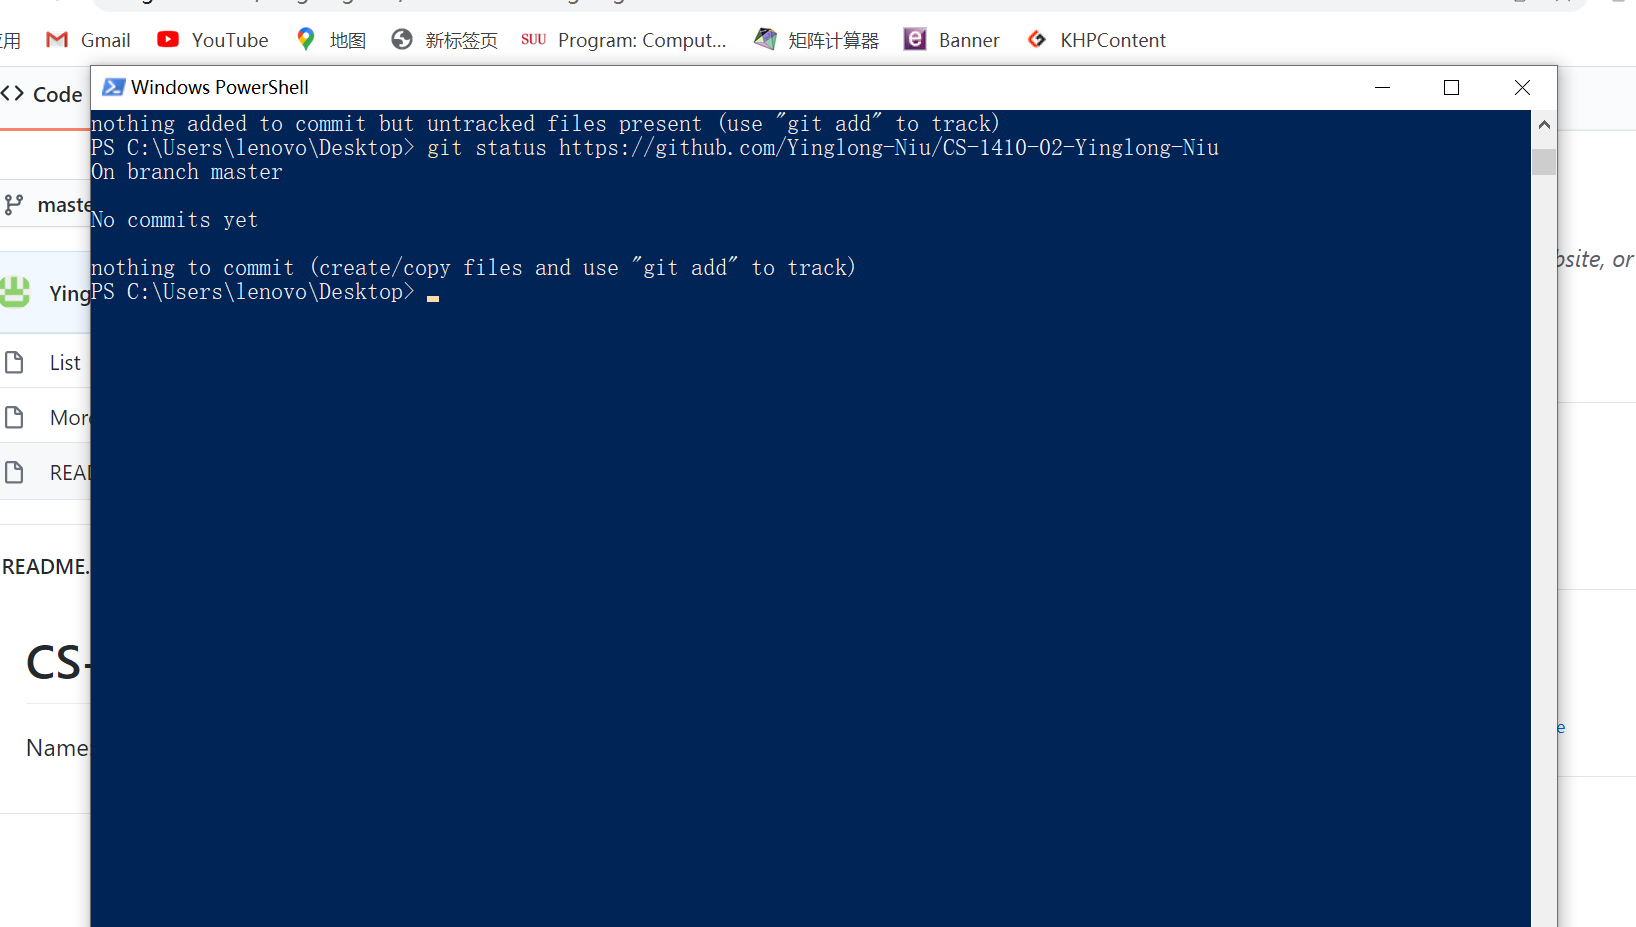 用 Gmail YouTube 地图 新标签页 SUU Program: Comput... 矩阵计算器 Banner KHPContent
Code
Windows PowerShell
nothing added to commit but untracked files present (use "git add" to track)
PS C:\Users\lenovo\Desktop> git status https://github.com/Yinglong-Niu/CS-1410-02-Yinglong-Niu
On branch master
maste
No commits yet
bsite, or
nothing to commit (create/copy files and use "git add" to track)
Ying
PS C:\Users\lenovo\Desktop>
List
Mor
READ
README.
CS-
e
Name